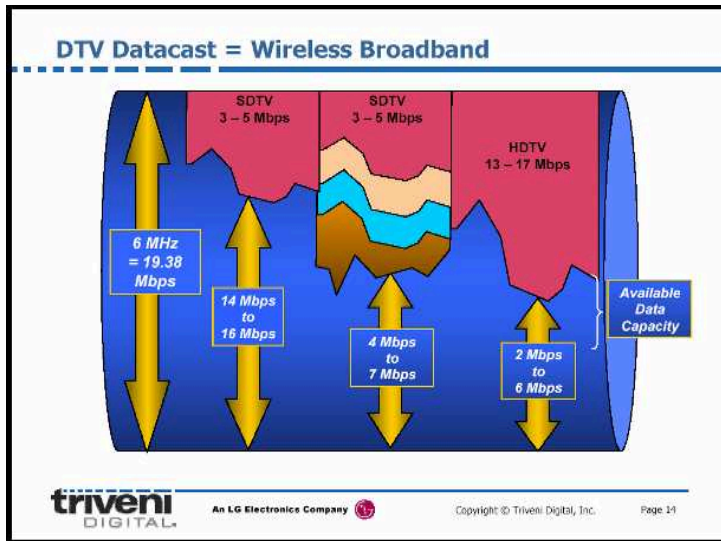 DTV Datacast = Wireless Broadband
SDTV
3 – 5 Mbps
SDTV
3 – 5 Mbps
HDTV
13 – 17 Mbps
6 MHz
= 19.38
Mbps
14 Mbps
to
16 Mbps
4 Mbps
to
7 Mbps
2 Mbps
to
6 Mbps
Available
Data
Capacity
triveni
DIGITAL.
An LG Electronics Company
Copyright © Triveni Digital, Inc.
Page 14